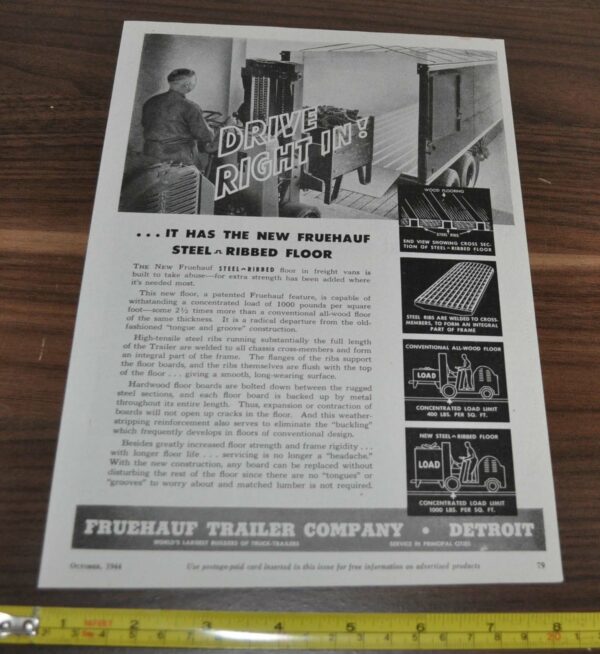 DRIVE
RIGHT IN!
... IT HAS THE NEW FRUEHAUF
STEEL RIBBED FLOOR
THE New Fruehauf STEEL RIBBED floor in freight vans is
built to take abuse—for extra strength has been added where
it's needed most.
This new floor, a patented Fruehauf feature, is capable of
withstanding a concentrated load of 1000 pounds per square
foot—some 2½ times more than a conventional all-wood floor
of the same thickness. It is a radical departure from the old-
fashioned "tongue and groove" construction.
High-tensile steel ribs running substantially the full length
of the Trailer are welded to all chassis cross-members and form
an integral part of the frame. The flanges of the ribs support
the floor boards, and the ribs themselves are flush with the top
of the floor . . . giving a smooth, long-wearing surface.
Hardwood floor boards are bolted down between the rugged
steel sections, and each floor board is backed up by metal
throughout its entire length. Thus, expansion or contraction of
boards will not open up cracks in the floor. And this weather-
stripping reinforcement also serves to eliminate the "buckling"
which frequently develops in floors of conventional design.
Besides greatly increased floor strength and frame rigidity . . .
with longer floor life . . . servicing is no longer a "headache."
With the new construction, any board can be replaced without
disturbing the rest of the floor since there are no "tongues" or
"grooves" to worry about and matched lumber is not required.
WOOD FLOORING
STEEL RIBS
END VIEW SHOWING CROSS SEC-
TION OF STEEL RIBBED FLOOR
STEEL RIBS ARE WELDED TO CROSS-
MEMBERS, TO FORM AN INTEGRAL
PART OF FRAME
CONVENTIONAL ALL-WOOD FLOOR
LOAD
CONCENTRATED LOAD LIMIT
400 LBS. PER SQ. FT.
NEW STEEL RIBBED FLOOR
LOAD
CONCENTRATED LOAD LIMIT
1000 LBS. PER SQ. FT.
FRUEHAUF TRAILER COMPANY • DETROIT
WORLD'S LARGEST BUILDERS OF TRUCK-TRAILERS SERVICE IN PRINCIPAL CITIES
OCTOBER, 1944 Use postage-paid card inserted in this issue for free information on advertised products 79
1 2 3 4 5 6 7 8
20